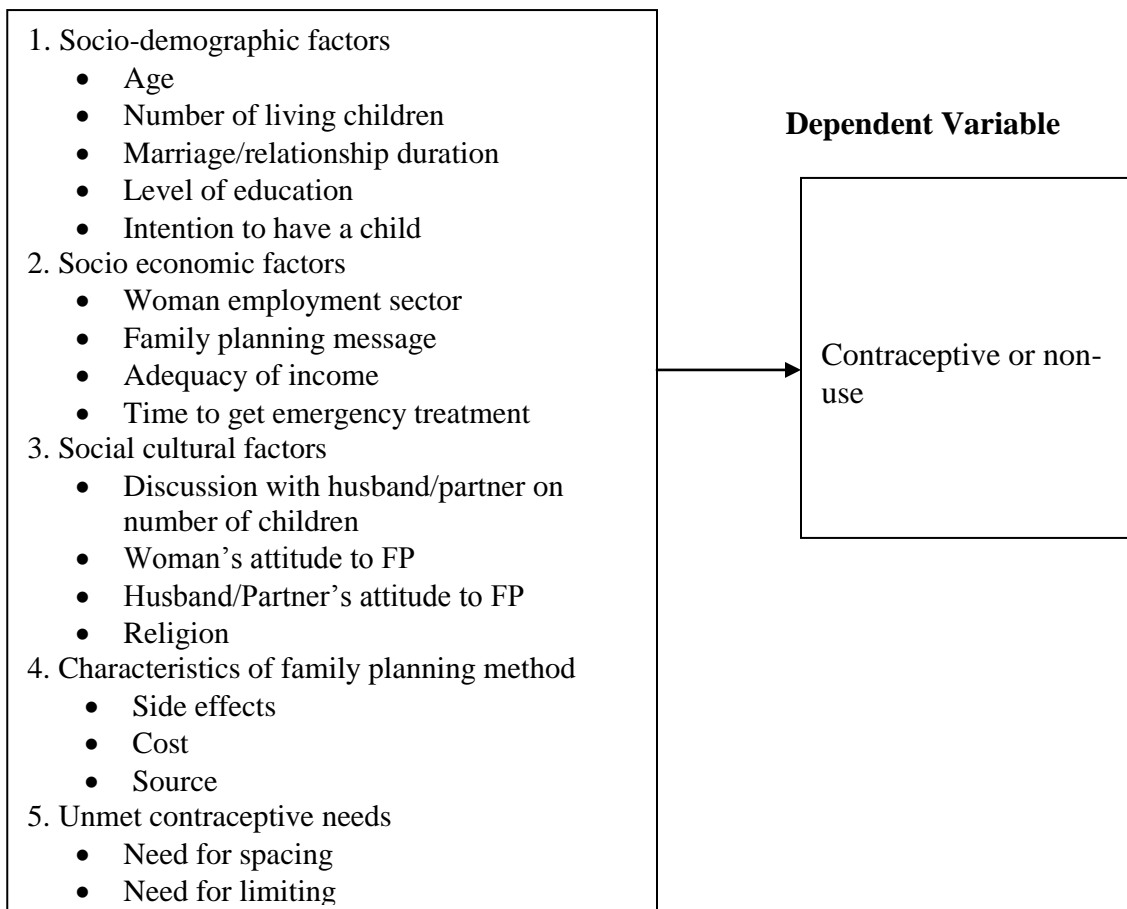 1. Socio-demographic factors
• Age
• Number of living children
• Marriage/relationship duration
• Level of education
• Intention to have a child
2. Socio economic factors
• Woman employment sector
• Family planning message
• Adequacy of income
• Time to get emergency treatment
3. Social cultural factors
• Discussion with husband/partner on
number of children
• Woman’s attitude to FP
• Husband/Partner’s attitude to FP
• Religion
4. Characteristics of family planning method
• Side effects
• Cost
• Source
5. Unmet contraceptive needs
• Need for spacing
• Need for limiting
Dependent Variable
Contraceptive or non-
use